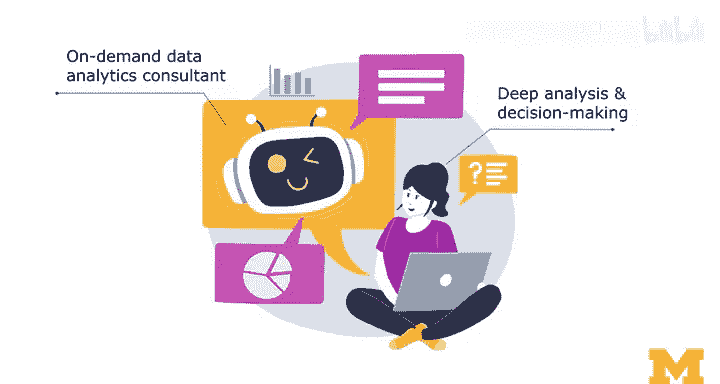 On-demand data
analytics consultant
Deep analysis &
decision-making
?
M